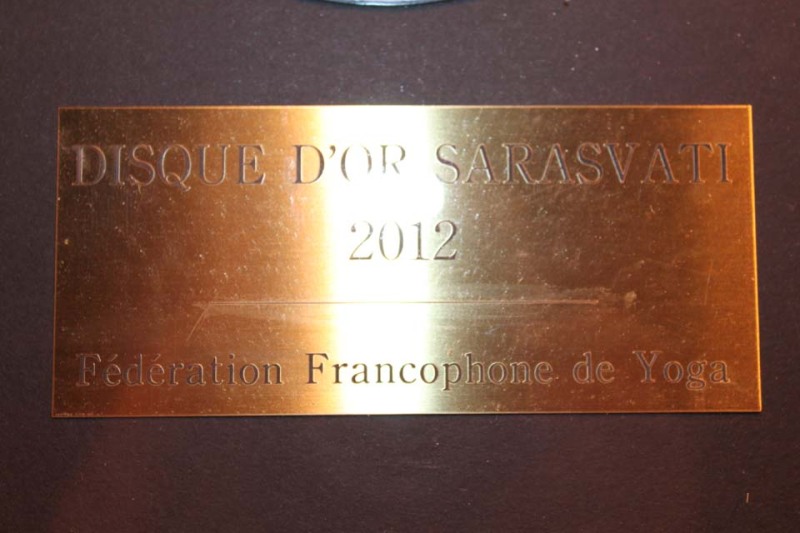 DISQUE D'OR SARASVATI
2012
Fédération Francophone de Yoga